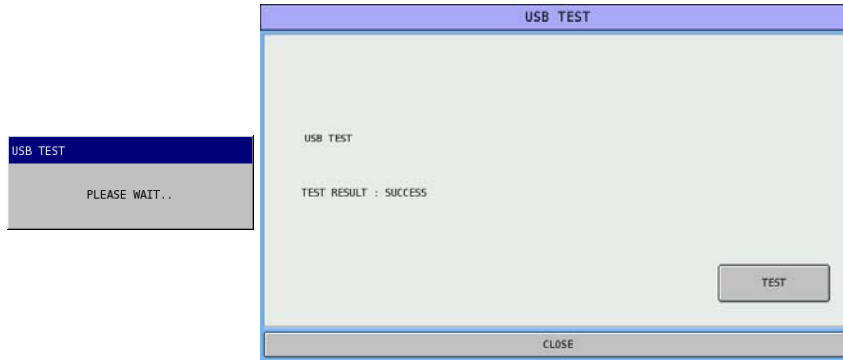 USB TEST
PLEASE WAIT..
USB TEST
USB TEST
TEST RESULT : SUCCESS
TEST
CLOSE